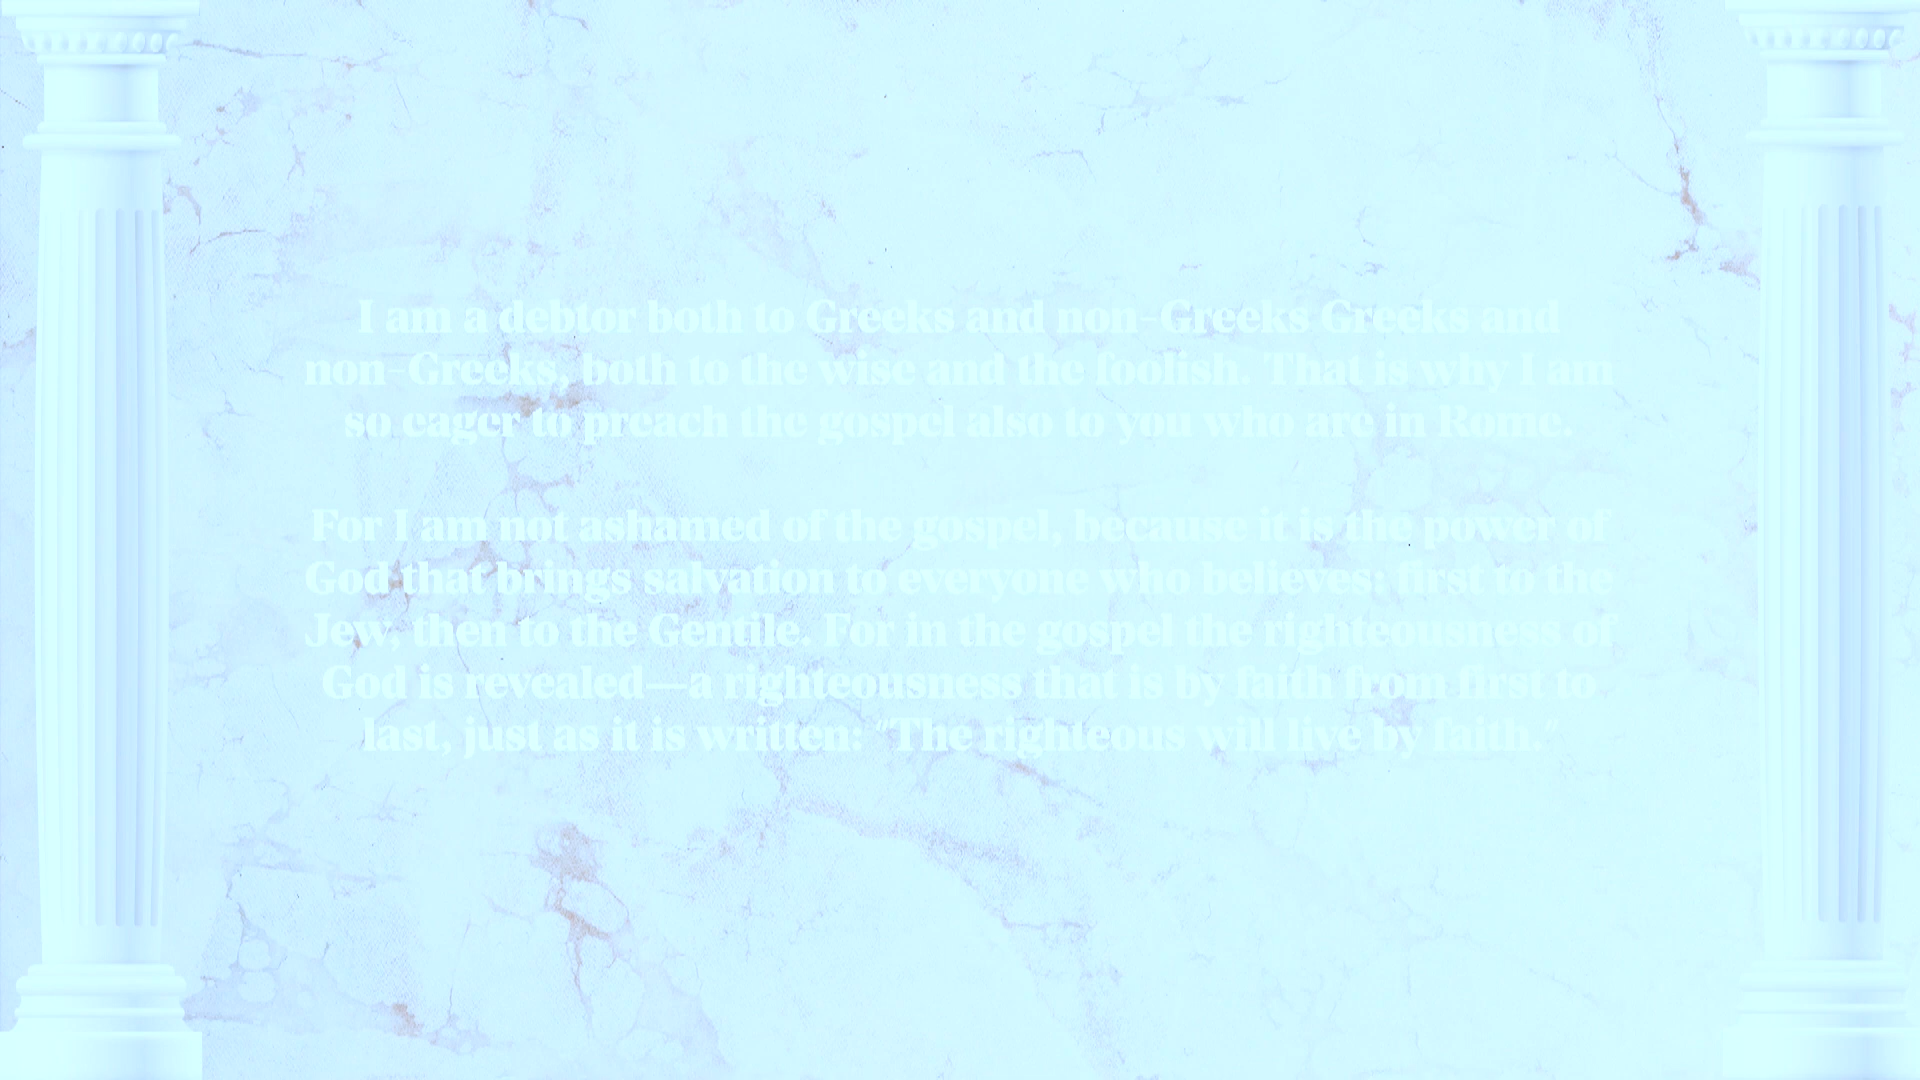 I am a debtor both to Greeks and non-Greeks Greeks and
non-Greeks, both to the wise and the foolish. That is why I am
so eager to preach the gospel also to you who are in Rome.
For I am not ashamed of the gospel, because it is the power of
God that brings salvation to everyone who believes: first to the
Jew, then to the Gentile. For in the gospel the righteousness of
God is revealed—a righteousness that is by faith from first to
last, just as it is written: "The righteous will live by faith."